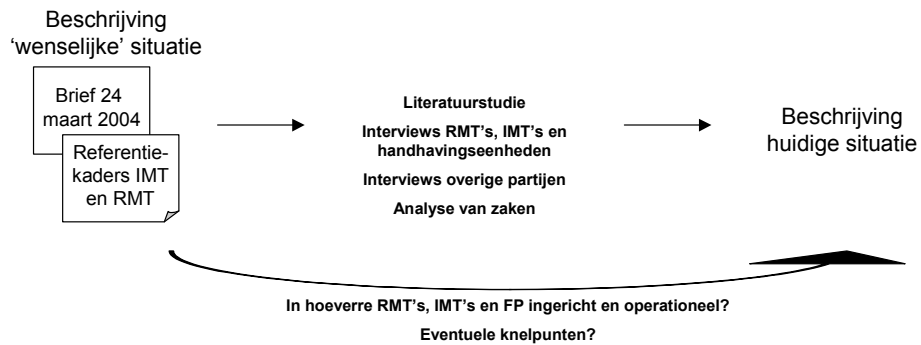 Beschrijving
‘wenselijke’ situatie
Brief 24
maart 2004
Referentie-
kaders IMT
en RMT
Literatuurstudie
Interviews RMT's, IMT's en
handhavingseenheden
Interviews overige partijen
Analyse van zaken
Beschrijving
huidige situatie
In hoeverre RMT's, IMT's en FP ingericht en operationeel?
Eventuele knelpunten?